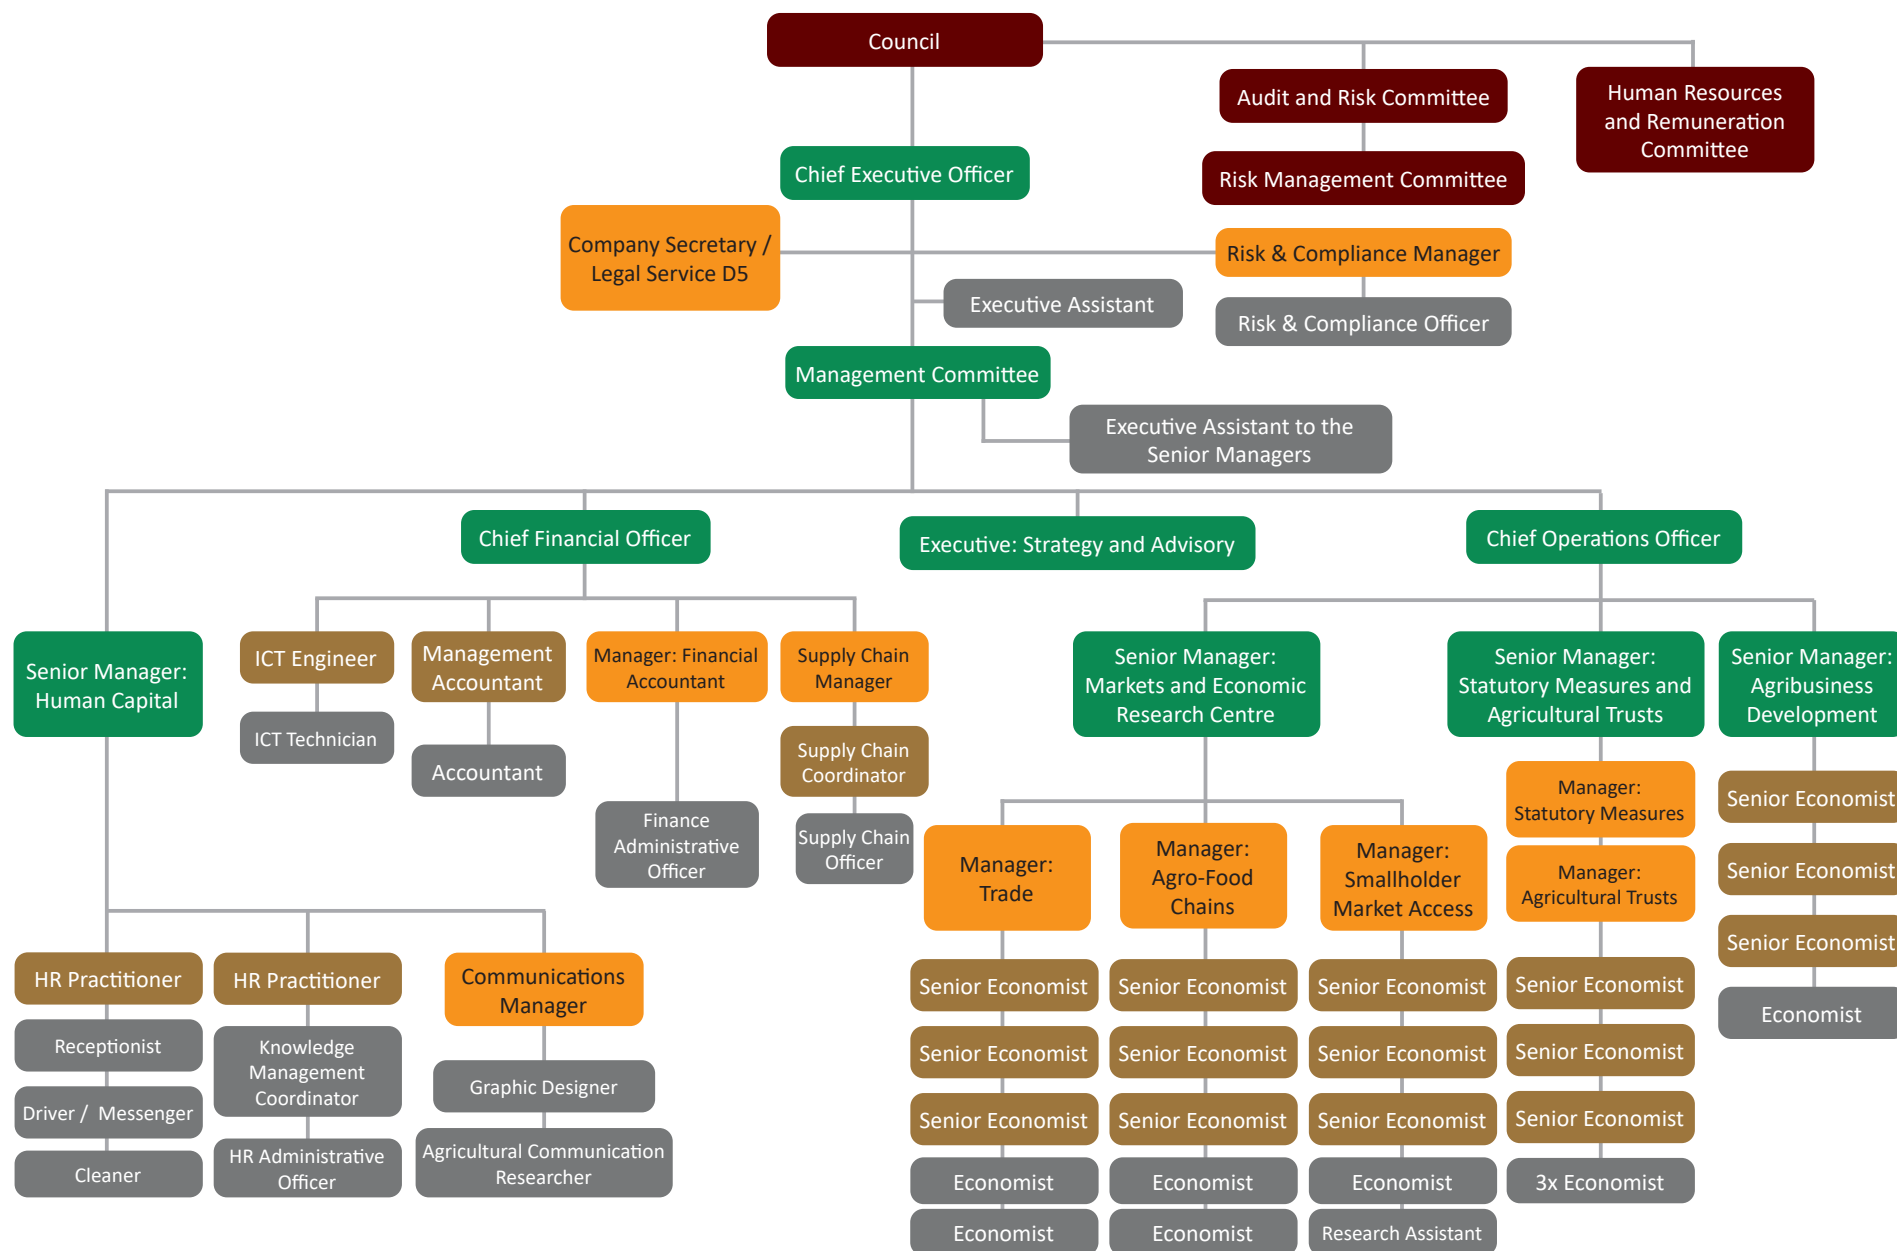 Council
Audit and Risk Committee
Human Resources
and Remuneration
Committee
Chief Executive Officer
Risk Management Committee
Company Secretary /
Legal Service D5
Risk & Compliance Manager
Executive Assistant
Risk & Compliance Officer
Management Committee
Executive Assistant to the
Senior Managers
Chief Financial Officer
Executive: Strategy and Advisory
Chief Operations Officer
Senior Manager:
Human Capital
ICT Engineer
Management
Accountant
Manager: Financial
Accountant
Supply Chain
Manager
Senior Manager:
Markets and Economic
Research Centre
Senior Manager:
Statutory Measures and
Agricultural Trusts
Senior Manager:
Agribusiness
Development
ICT Technician
Accountant
Supply Chain
Coordinator
Finance
Administrative
Officer
Supply Chain
Officer
Manager:
Statutory Measures
Senior Economist
Manager:
Trade
Manager:
Agro-Food
Chains
Manager:
Smallholder
Market Access
Manager:
Agricultural Trusts
Senior Economist
Senior Economist
HR Practitioner
HR Practitioner
Communications
Manager
Senior Economist
Senior Economist
Senior Economist
Senior Economist
Economist
Receptionist
Knowledge
Management
Coordinator
Graphic Designer
Senior Economist
Senior Economist
Senior Economist
Senior Economist
Driver / Messenger
Senior Economist
Senior Economist
Senior Economist
Senior Economist
Cleaner
HR Administrative
Officer
Agricultural Communication
Researcher
Economist
Economist
Economist
3x Economist
Economist
Economist
Research Assistant